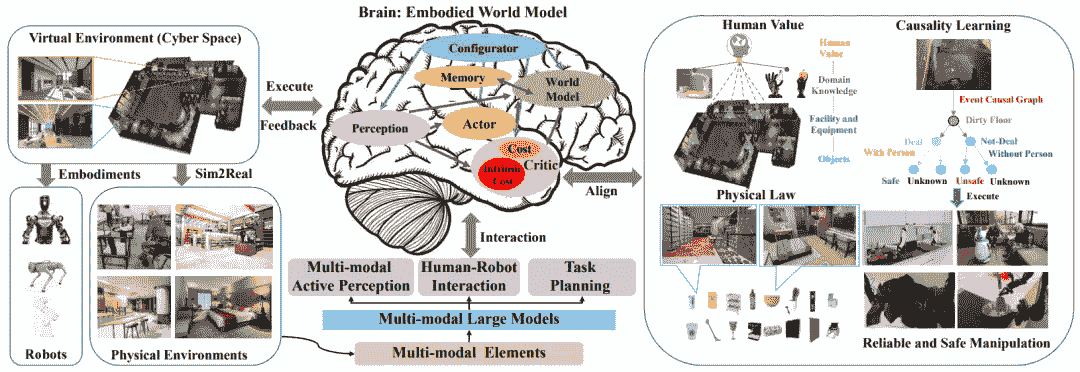 Virtual Environment (Cyber Space)
Embodiments
Sim2Real
Robots
Physical Environments
Execute
Feedback
Brain: Embodied World Model
Configurator
Memory
World
Model
Perception
Actor
Cost
Critic
Intrinsic
Cost
Interaction
Multi-modal
Active Perception
Human-Robot
Interaction
Task
Planning
Multi-modal Large Models
Multi-modal Elements
Align
Human Value
Human
Value
Domain
Knowledge
Facility and
Equipment
Objects
Physical Law
Causality Learning
Event Causal Graph
Dirty Floor
Deal
Not-Deal
With Person
Without Person
Safe
Unknown
Unsafe
Unknown
Execute
Reliable and Safe Manipulation